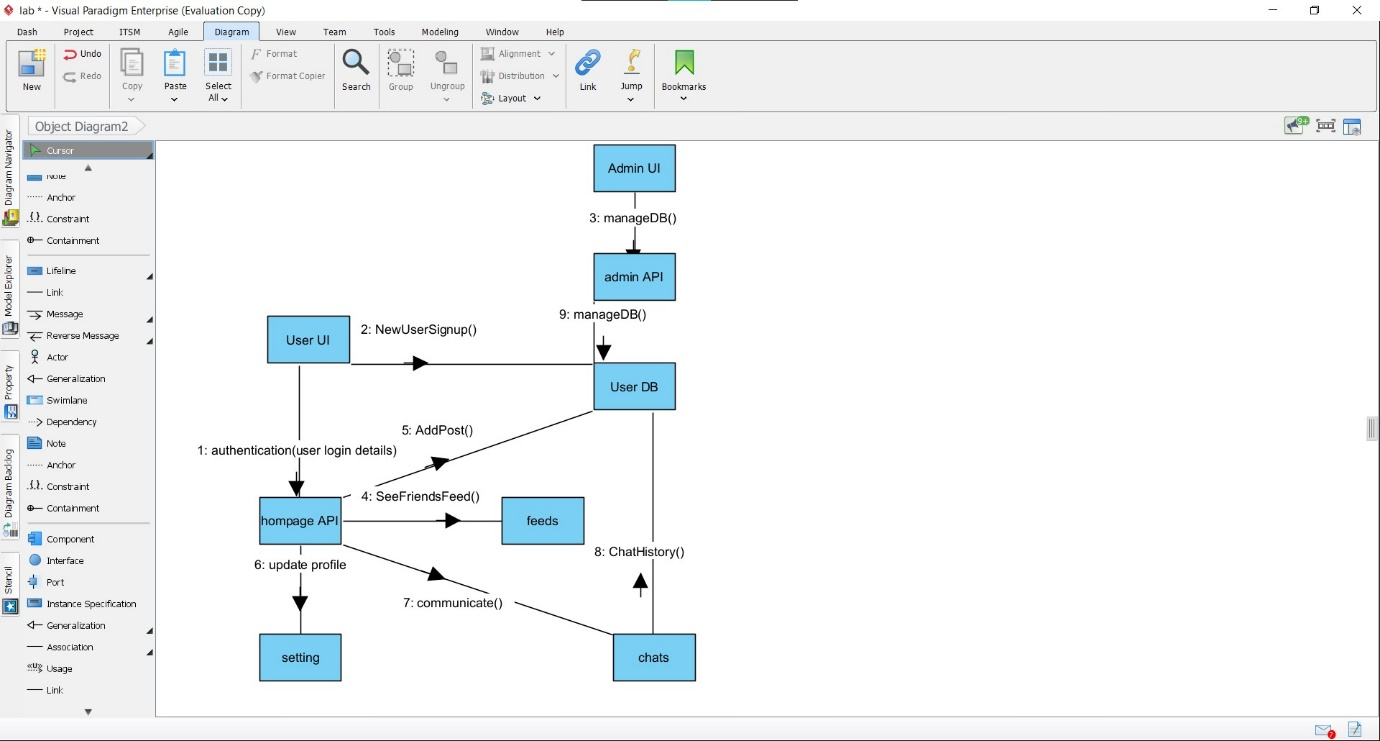 lab * - Visual Paradigm Enterprise (Evaluation Copy)
Dash Project ITSM Agile Diagram View Team Tools Modeling Window Help
New
Undo
Redo
Copy
Paste
Select
All
Format
Format Copier
Search
Group
Ungroup
Alignment
Distribution
Layout
Link
Jump
Bookmarks
Object Diagram2
9+
Diagram Navigator
Model Explorer
Property
Diagram Backlog
Stencil
Cursor
Note
Anchor
Constraint
Containment
Lifeline
Link
Message
Reverse Message
Actor
Generalization
Swimlane
Dependency
Note
Anchor
Constraint
Containment
Component
Interface
Port
Instance Specification
Generalization
Association
Usage
Link
Admin UI
3: manageDB()
admin API
9: manageDB()
User UI
2: NewUserSignup()
User DB
5: AddPost()
1: authentication(user login details)
4: SeeFriendsFeed()
hompage API
feeds
8: ChatHistory()
6: update profile
7: communicate()
setting
chats